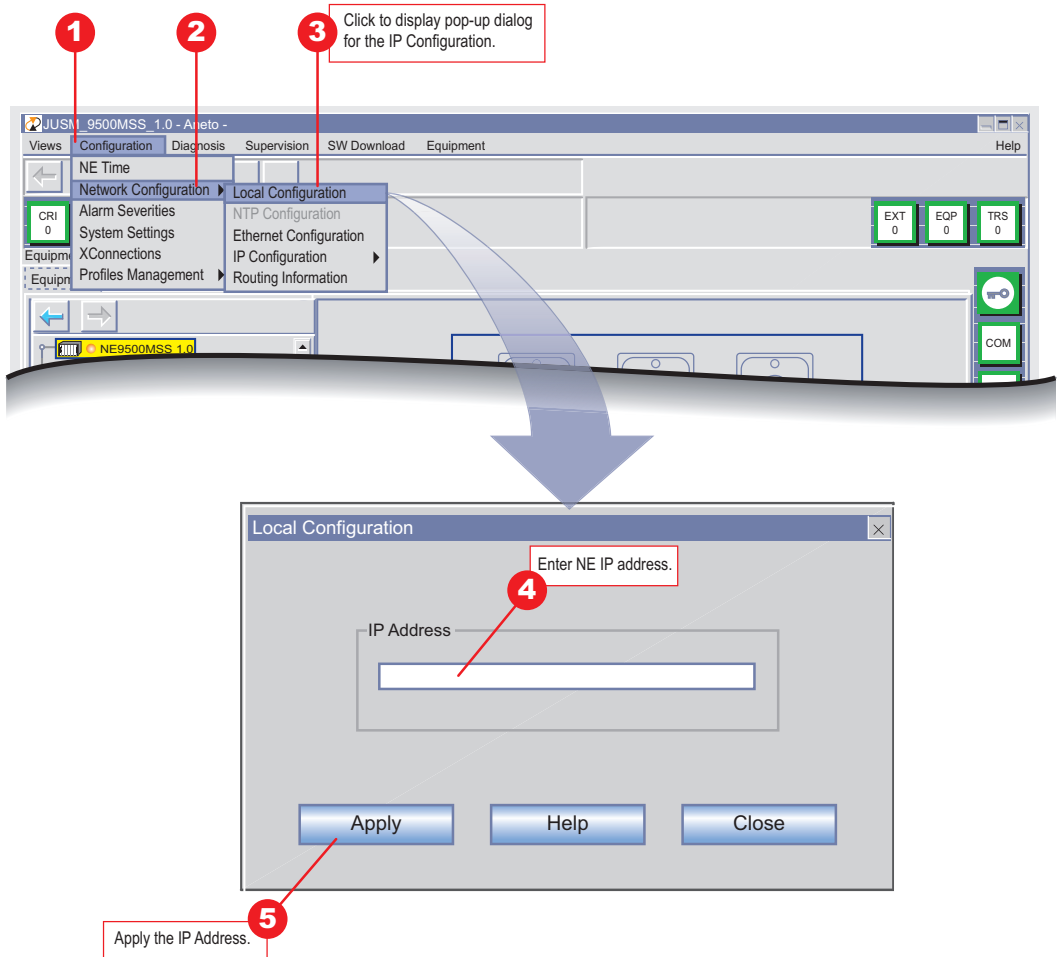 1
2
3
Click to display pop-up dialog
for the IP Configuration.
JUSM_9500MSS_1.0 - Aneto -
Views Configuration Diagnosis Supervision SW Download Equipment Help
NE Time
Network Configuration
Alarm Severities
System Settings
XConnections
Profiles Management
Local Configuration
NTP Configuration
Ethernet Configuration
IP Configuration
Routing Information
CRI
0
EXT
0
EQP
0
TRS
0
COM
NE9500MSS 1.0
Local Configuration
Enter NE IP address.
4
IP Address
Apply Help Close
5
Apply the IP Address.